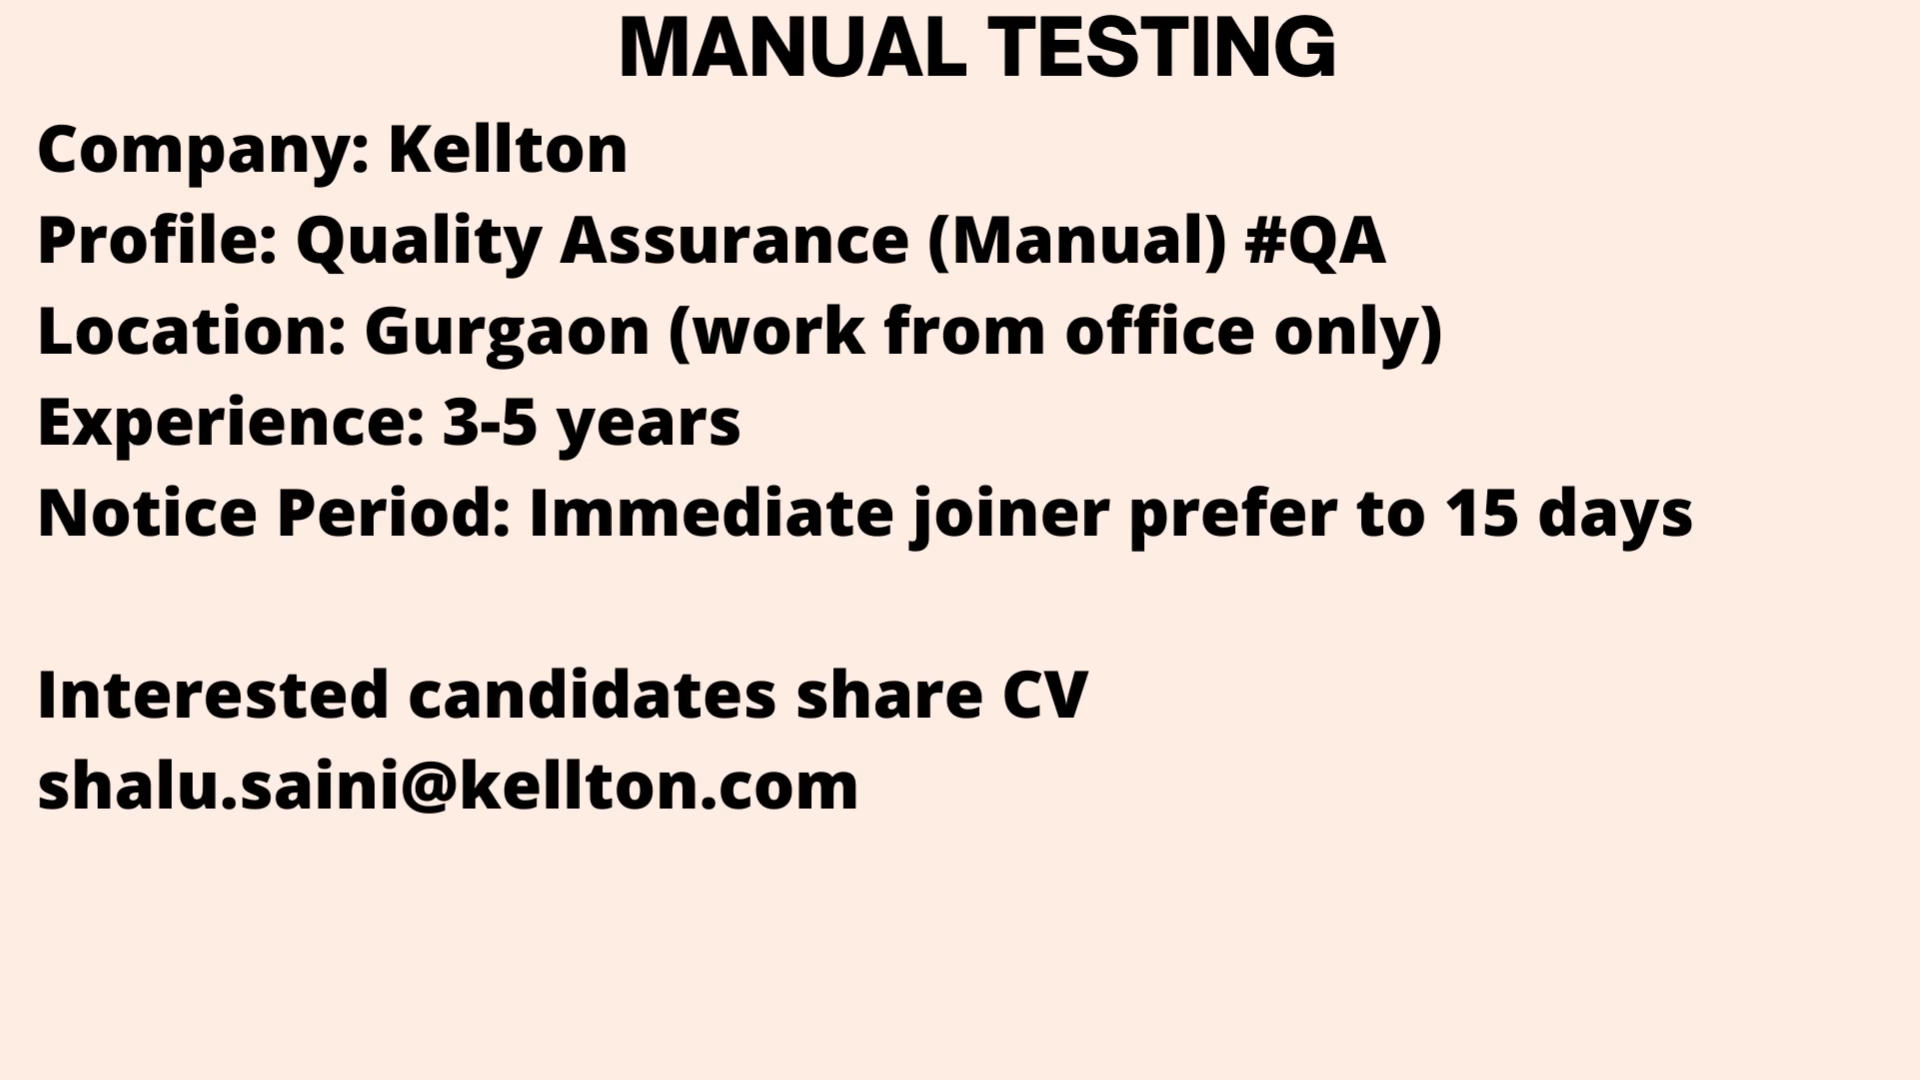 MANUAL TESTING
Company: Kellton
Profile: Quality Assurance (Manual) #QA
Location: Gurgaon (work from office only)
Experience: 3-5 years
Notice Period: Immediate joiner prefer to 15 days
Interested candidates share CV
shalu.saini@kellton.com